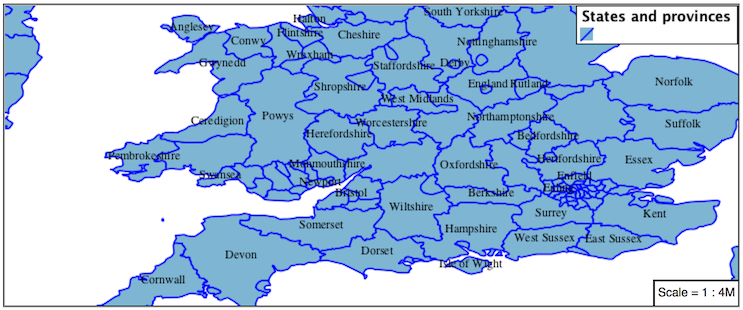 South Yorkshire
States and provinces
Halton
Anglesey
Flintshire
Cheshire
Conwy
Nottinghamshire
Wrexham
Gwynedd
Staffordshire
Derby
Norfolk
Shropshire
England
Rutland
West Midlands
Powys
Ceredigion
Worcestershire
Northamptonshire
Suffolk
Herefordshire
Bedfordshire
Pembrokeshire
Monmouthshire
Oxfordshire
Hertfordshire
Essex
Swansea
Newport
Enfield
Bristol
Berkshire
Wiltshire
Surrey
Kent
Somerset
Hampshire
West Sussex
East Sussex
Devon
Dorset
Isle of Wight
Cornwall
Scale = 1 : 4M